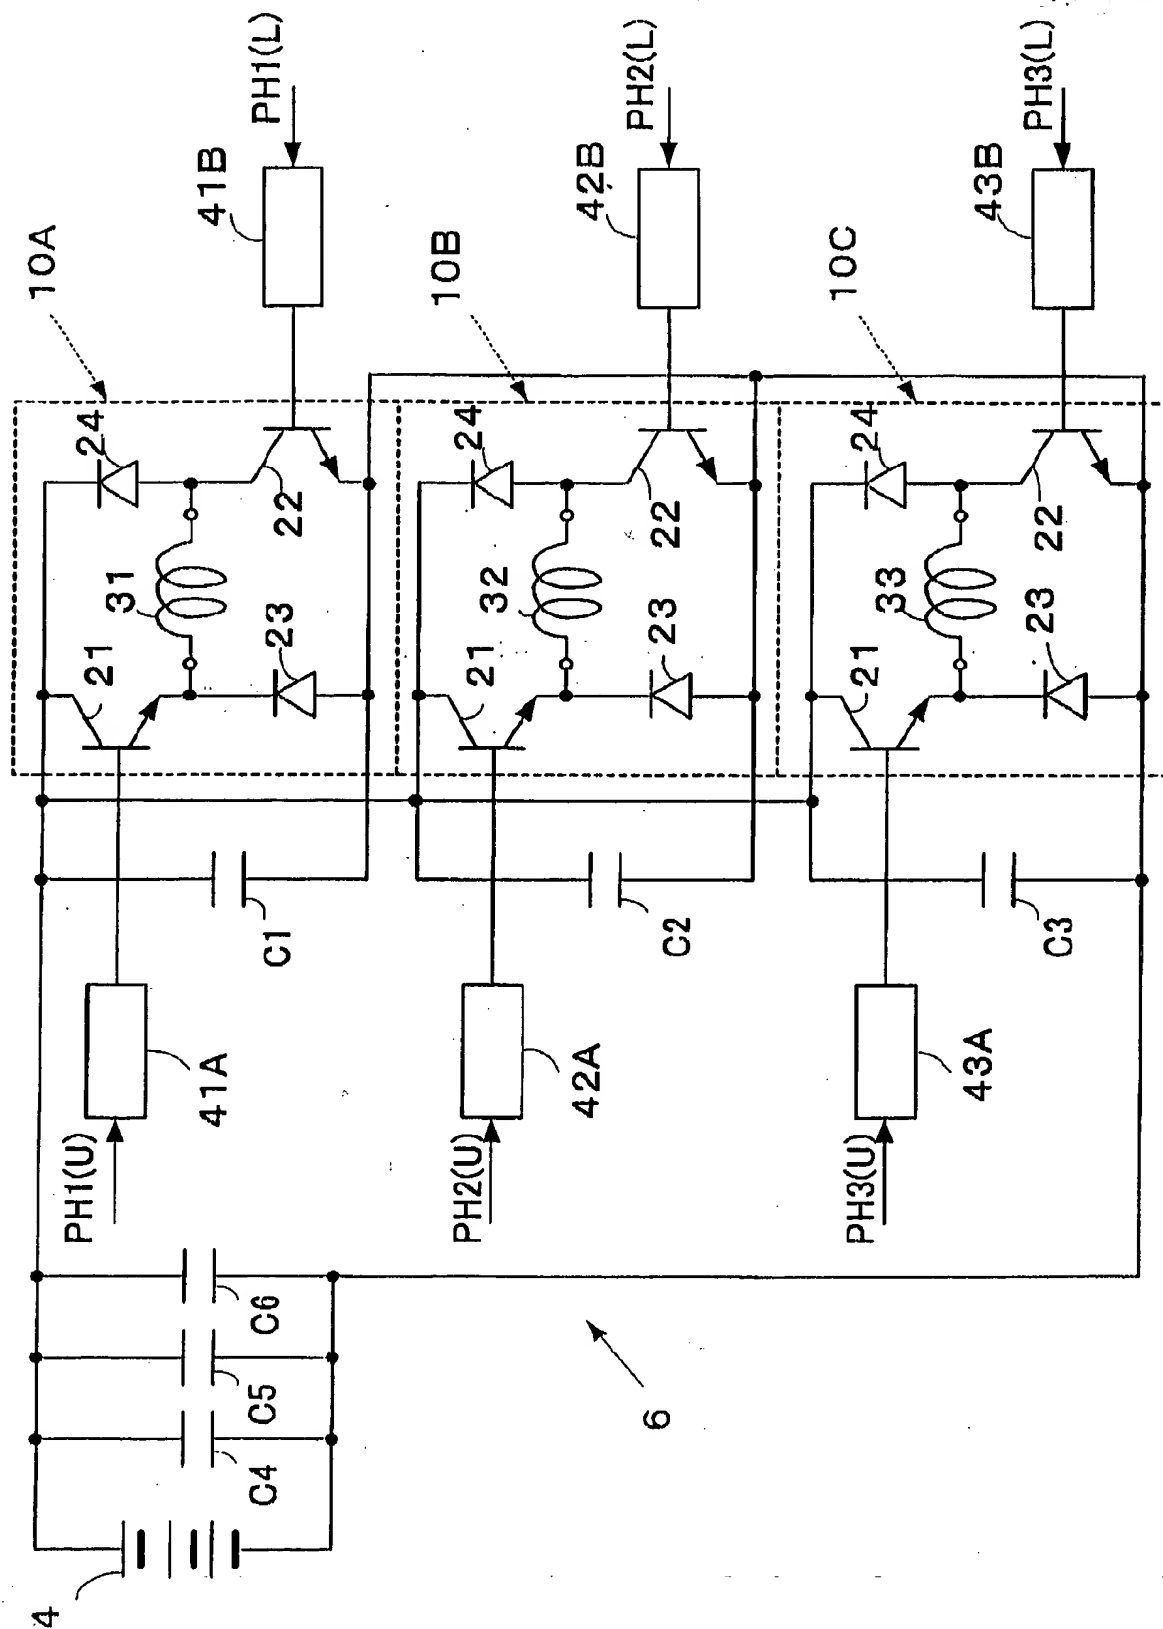 10A
PH1(L)
41B
24
22
31
21
23
C1
41A
PH1(U)
10B
PH2(L)
42B
24
22
32
21
23
C2
42A
PH2(U)
10C
PH3(L)
43B
24
22
33
21
23
C3
43A
PH3(U)
C6
C5
C4
4
6